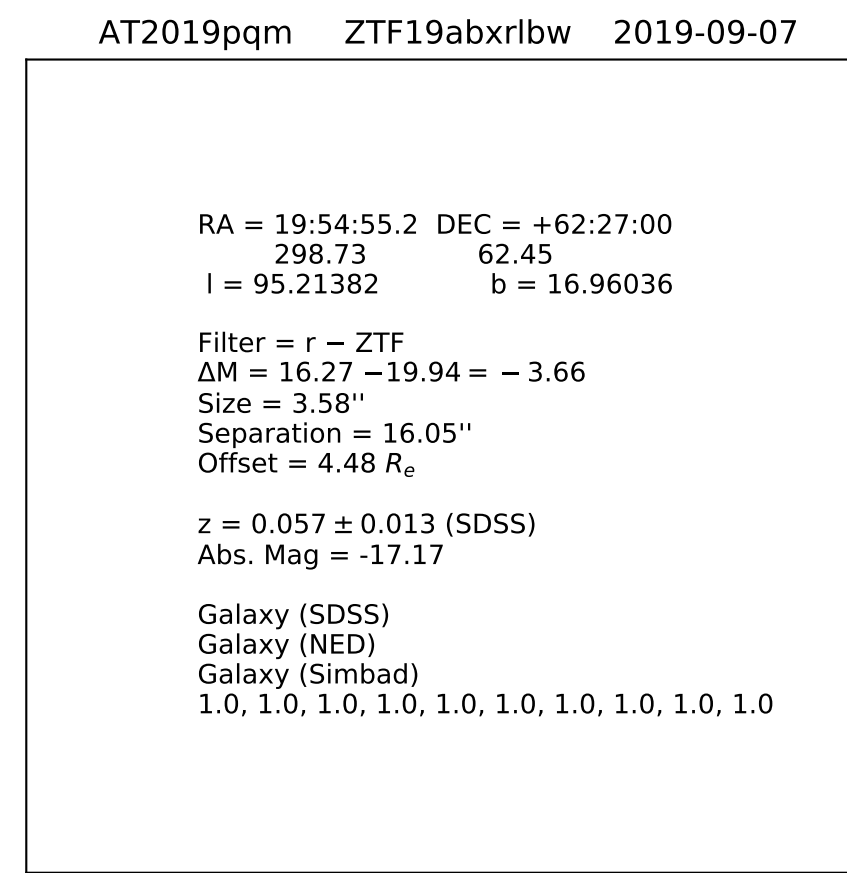 AT2019pqm ZTF19abxrlbw 2019-09-07
RA = 19:54:55.2 DEC = +62:27:00
298.73 62.45
l = 95.21382 b = 16.96036
Filter = r − ZTF
ΔM = 16.27 −19.94 = − 3.66
Size = 3.58''
Separation = 16.05''
Offset = 4.48 Rₑ
z = 0.057 ± 0.013 (SDSS)
Abs. Mag = -17.17
Galaxy (SDSS)
Galaxy (NED)
Galaxy (Simbad)
1.0, 1.0, 1.0, 1.0, 1.0, 1.0, 1.0, 1.0, 1.0, 1.0